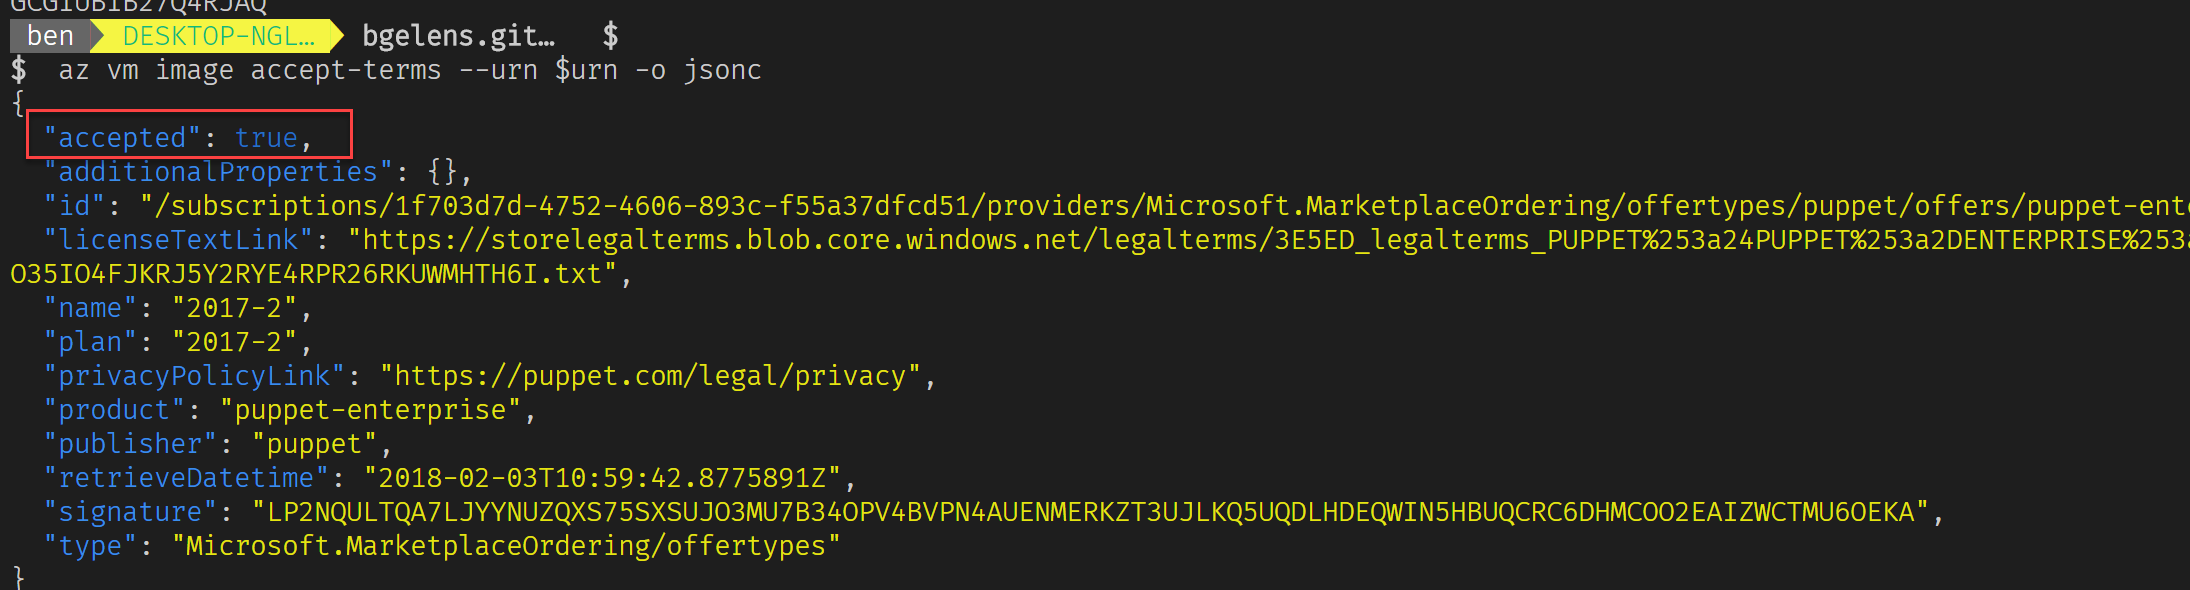 GCGIUBIB27Q4RJAQ
ben DESKTOP-NGL… bgelens.git… $
$ az vm image accept-terms --urn $urn -o jsonc
{
"accepted": true,
"additionalProperties": {},
"id": "/subscriptions/1f703d7d-4752-4606-893c-f55a37dfcd51/providers/Microsoft.MarketplaceOrdering/offertypes/puppet/offers/puppet-ent
"licenseTextLink": "https://storelegalterms.blob.core.windows.net/legalterms/3E5ED_legalterms_PUPPET%253a24PUPPET%253a2DENTERPRISE%253a
O35IO4FJKRJ5Y2RYE4RPR26RKUWMHTH6I.txt",
"name": "2017-2",
"plan": "2017-2",
"privacyPolicyLink": "https://puppet.com/legal/privacy",
"product": "puppet-enterprise",
"publisher": "puppet",
"retrieveDatetime": "2018-02-03T10:59:42.8775891Z",
"signature": "LP2NQULTQA7LJYYNUZQXS75SXSUJO3MU7B34OPV4BVPN4AUENMERKZT3UJLKQ5UQDLHDEQWIN5HBUQCRC6DHMCOO2EAIZWCTMU6OEKA",
"type": "Microsoft.MarketplaceOrdering/offertypes"
}